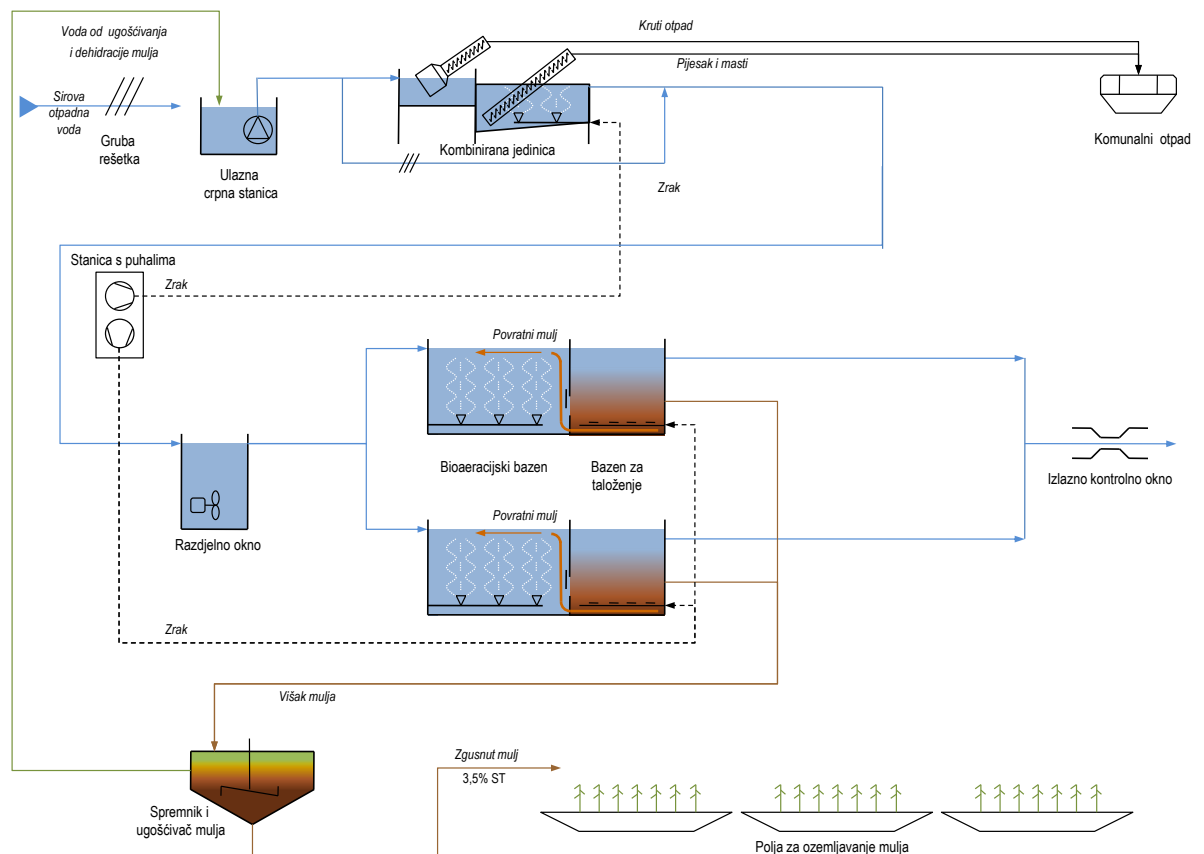 Voda od ugošćivanja
i dehidracije mulja
Sirova
otpadna
voda
Gruba
rešetka
Ulazna
crpna stanica
Kombinirana jedinica
Kruti otpad
Pijesak i masti
Komunalni otpad
Zrak
Stanica s puhalima
Zrak
Povratni mulj
Bioaeracijski bazen
Bazen za
taloženje
Izlazno kontrolno okno
Razdjelno okno
Povratni mulj
Zrak
Višak mulja
Spremnik i
ugošćivač mulja
Zgusnut mulj
3,5% ST
Polja za ozemljavanje mulja